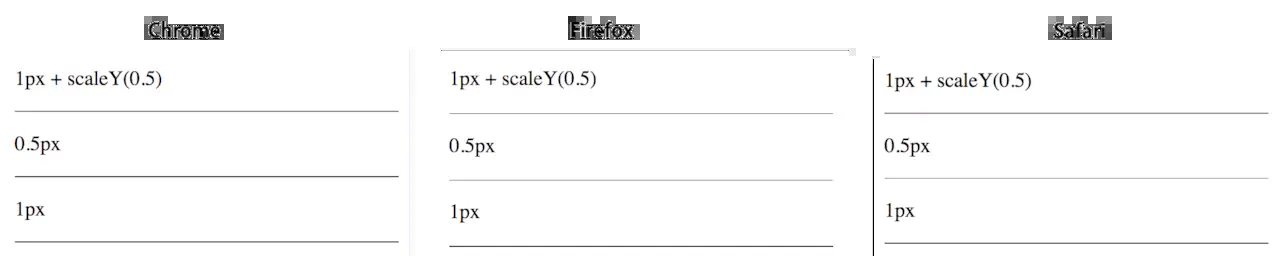 Chrome
1px + scaleY(0.5)
0.5px
1px
Firefox
1px + scaleY(0.5)
0.5px
1px
Safari
1px + scaleY(0.5)
0.5px
1px